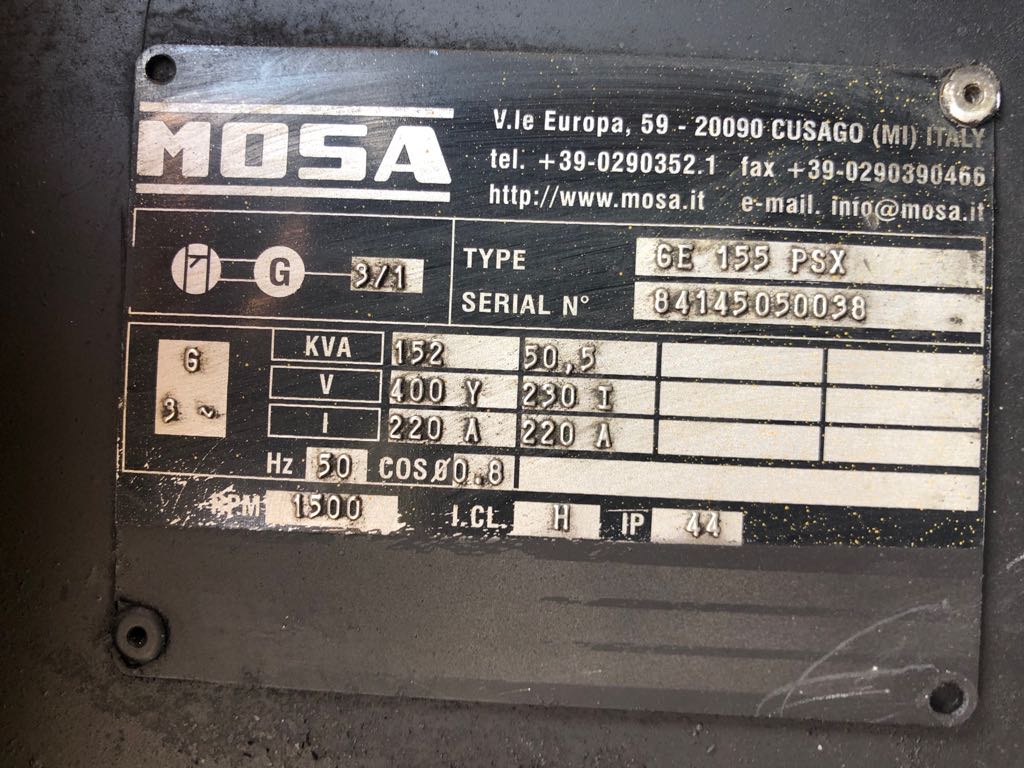 MOSA
V.le Europa, 59 - 20090 CUSAGO (MI) ITALY
tel. +39-0290352.1 fax +39-0290390466
http://www.mosa.it e-mail. info@mosa.it
G 3/1
TYPE GE 155 PSX
SERIAL N° 84145050038
G
3 ~
KVA 152 50,5
V 400 Y 230 I
I 220 A 220 A
Hz 50 COSØ0.8
RPM 1500 I.CL. H IP 44